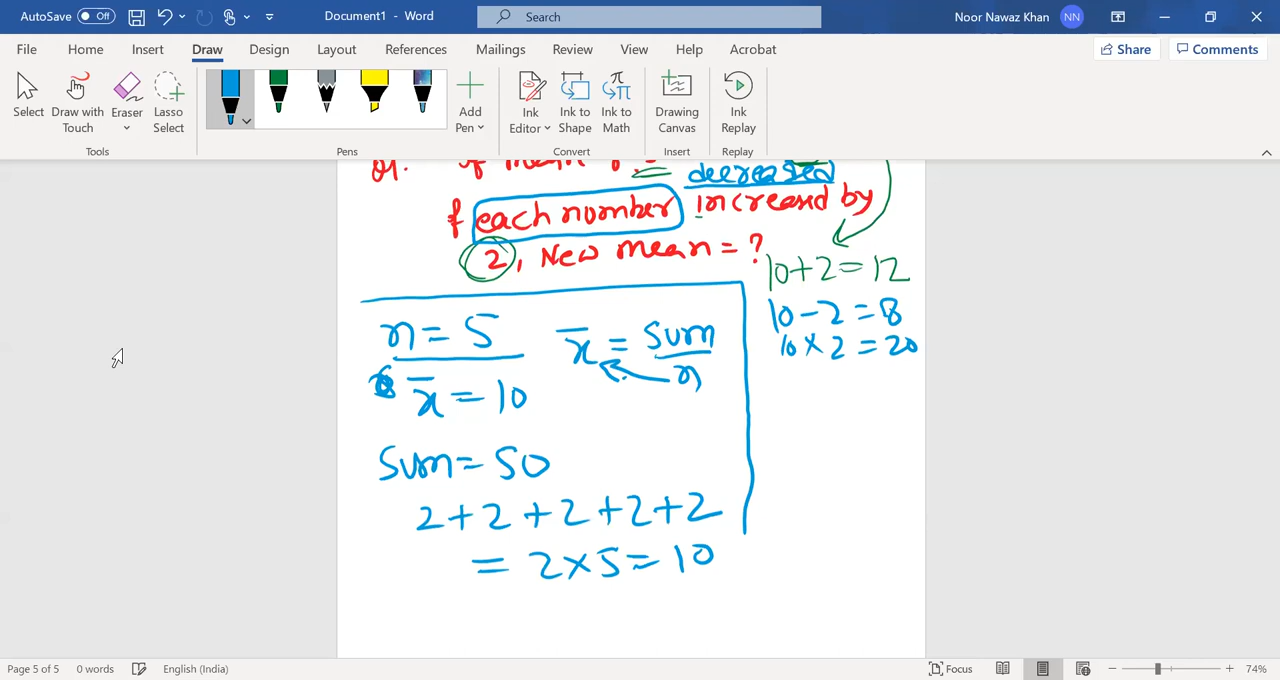 AutoSave Off Document1 - Word Search Noor Nawaz Khan NN
File Home Insert Draw Design Layout References Mailings Review View Help Acrobat Share Comments
Select Draw with Touch Eraser Lasso Select Add Pen Ink Editor Ink to Shape Ink to Math Drawing Canvas Ink Replay
Tools Pens Convert Insert Replay
If mean
decreased
If each number increased by
2, New mean = ?
10+2=12
10-2=8
10×2=20
n = 5
x̄ = sum/n
x̄ = 10
Sum = 50
2+2+2+2+2
= 2×5=10
Page 5 of 5 0 words English (India) Focus 74%